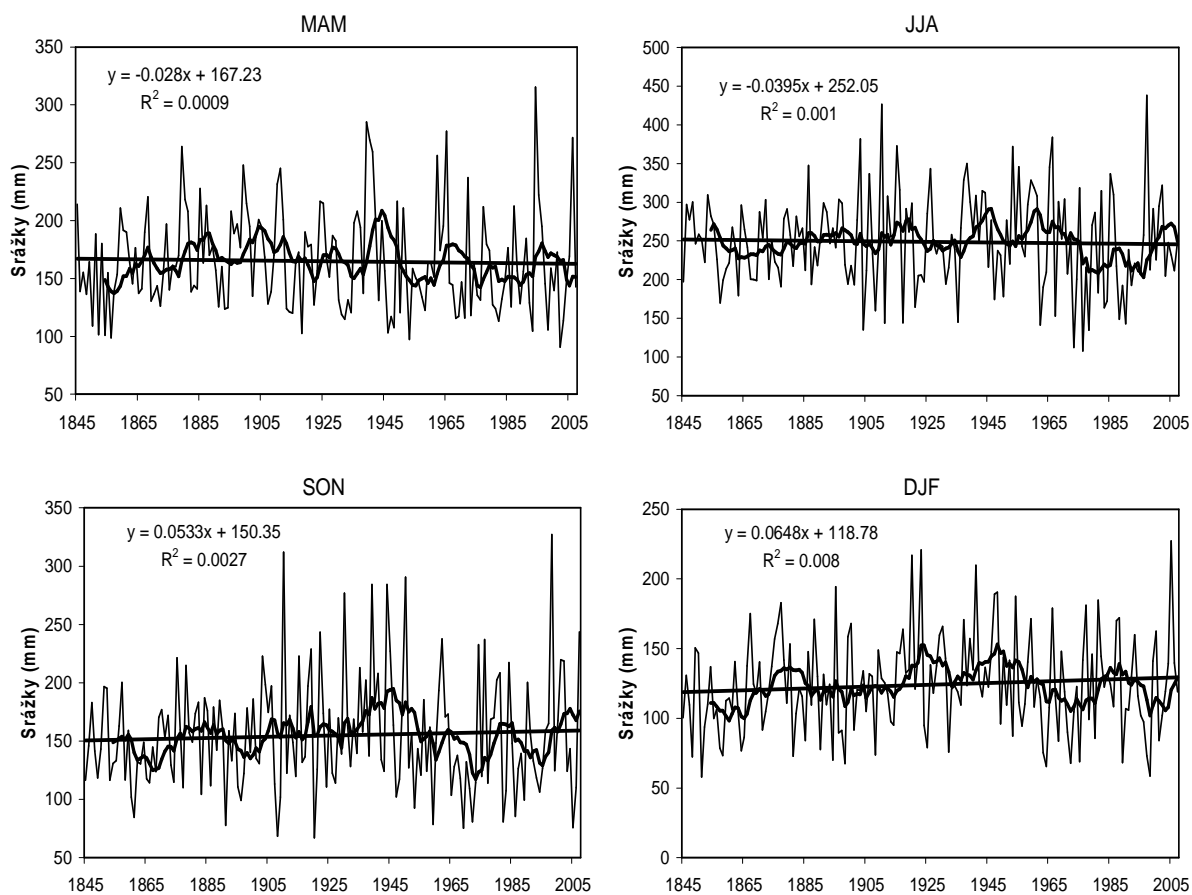 MAM
350
300
250
200
150
100
50
Srážky (mm)
y = -0.028x + 167.23
R² = 0.0009
1845 1865 1885 1905 1925 1945 1965 1985 2005
JJA
500
450
400
350
300
250
200
150
100
50
0
Srážky (mm)
y = -0.0395x + 252.05
R² = 0.001
1845 1865 1885 1905 1925 1945 1965 1985 2005
SON
350
300
250
200
150
100
50
Srážky (mm)
y = 0.0533x + 150.35
R² = 0.0027
1845 1865 1885 1905 1925 1945 1965 1985 2005
DJF
250
200
150
100
50
0
Srážky (mm)
y = 0.0648x + 118.78
R² = 0.008
1845 1865 1885 1905 1925 1945 1965 1985 2005